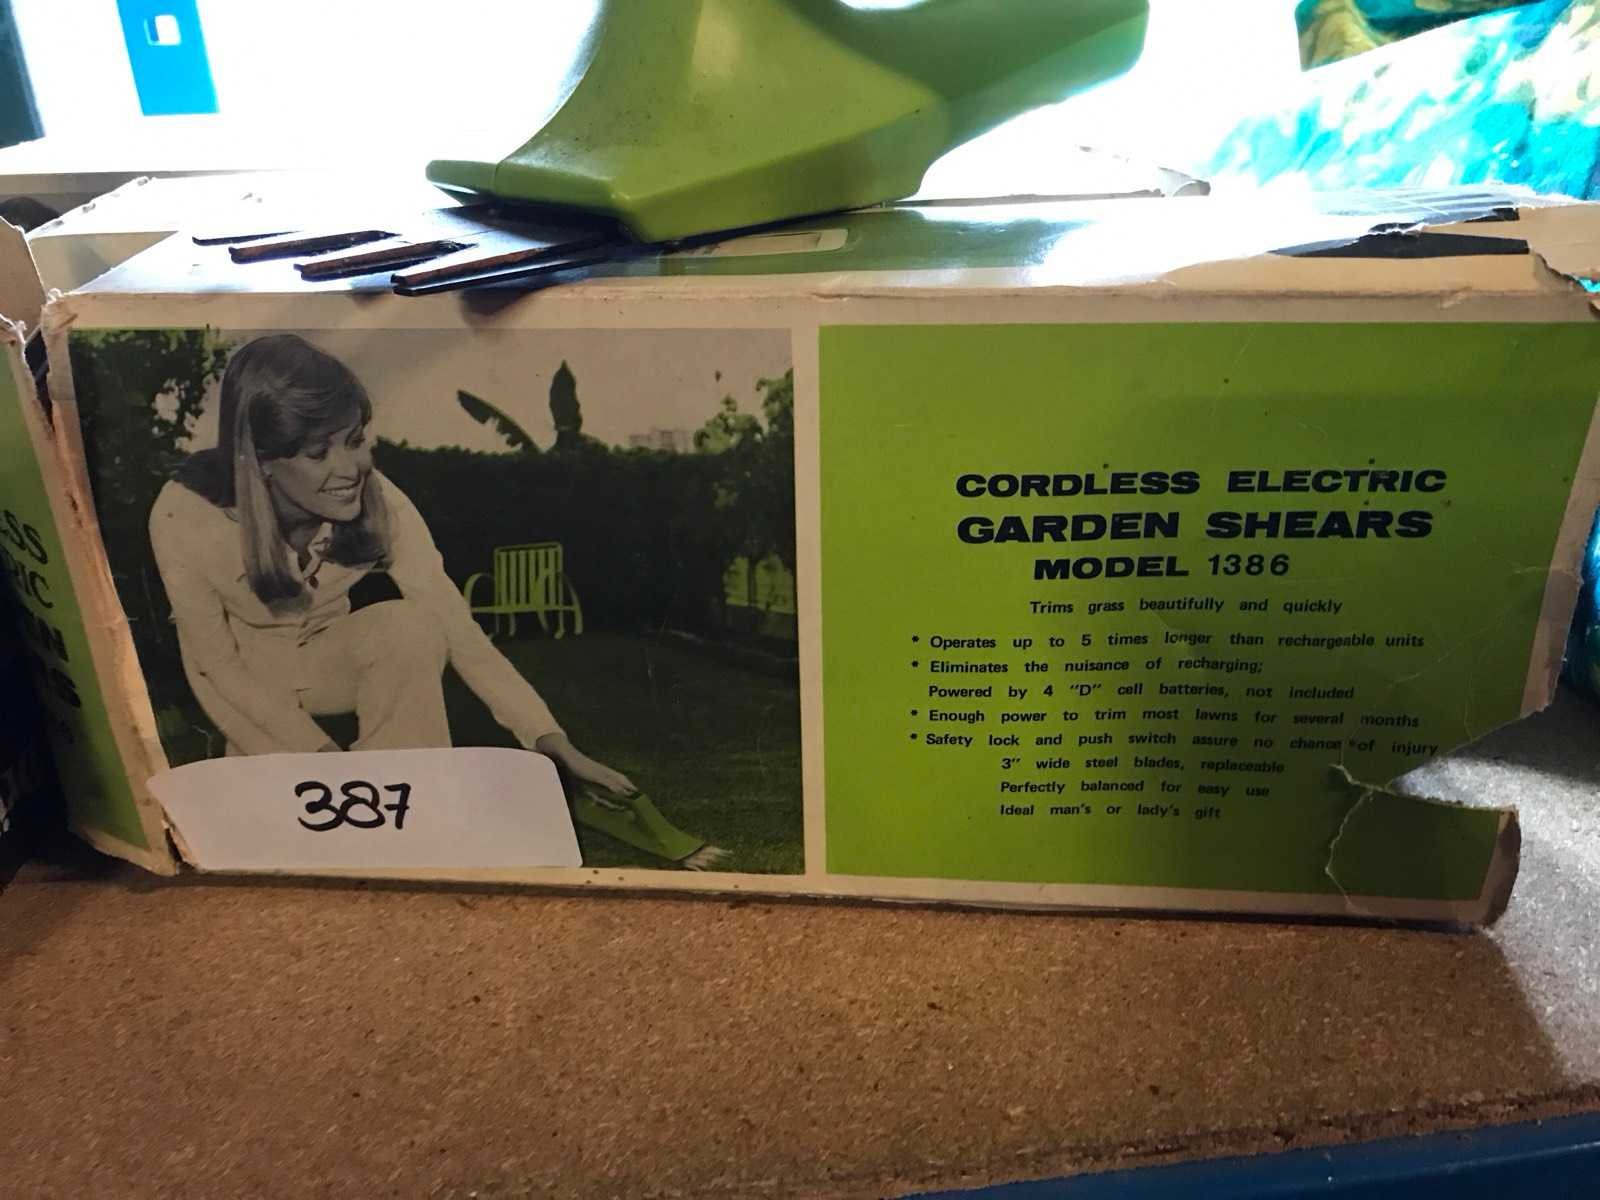 CORDLESS ELECTRIC
GARDEN SHEARS
MODEL 1386
Trims grass beautifully and quickly
* Operates up to 5 times longer than rechargeable units
* Eliminates the nuisance of recharging;
Powered by 4 "D" cell batteries, not included
* Enough power to trim most lawns for several months
* Safety lock and push switch assure no chance of injury
3" wide steel blades, replaceable
Perfectly balanced for easy use
Ideal man's or lady's gift
387